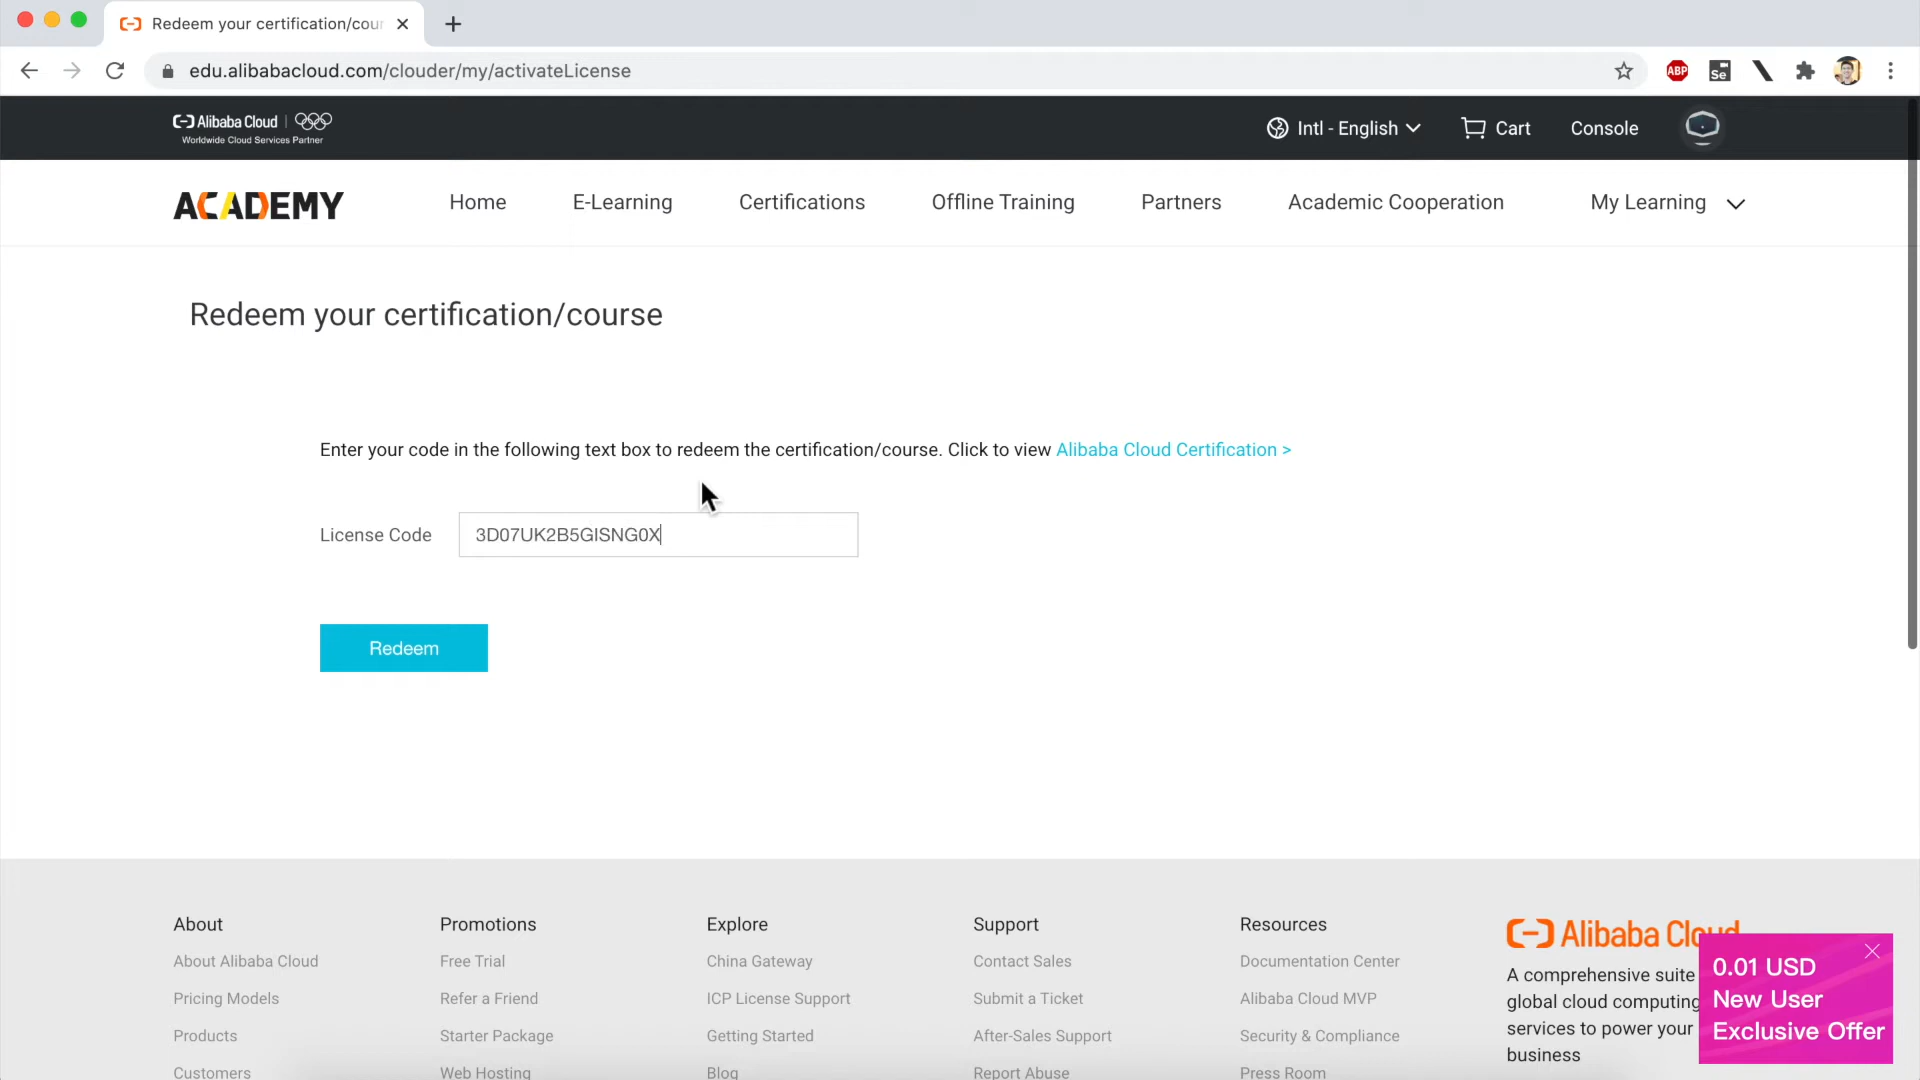 Redeem your certification/cour
edu.alibabacloud.com/clouder/my/activateLicense
ABP
Se
Alibaba Cloud
Worldwide Cloud Services Partner
Intl - English
Cart
Console
ACADEMY
Home
E-Learning
Certifications
Offline Training
Partners
Academic Cooperation
My Learning
Redeem your certification/course
Enter your code in the following text box to redeem the certification/course. Click to view Alibaba Cloud Certification >
License Code
3D07UK2B5GISNG0X
Redeem
About
About Alibaba Cloud
Pricing Models
Products
Customers
Promotions
Free Trial
Refer a Friend
Starter Package
Web Hosting
Explore
China Gateway
ICP License Support
Getting Started
Blog
Support
Contact Sales
Submit a Ticket
After-Sales Support
Report Abuse
Resources
Documentation Center
Alibaba Cloud MVP
Security & Compliance
Press Room
Alibaba Cloud
A comprehensive suite
global cloud computing
services to power your
business
0.01 USD
New User
Exclusive Offer